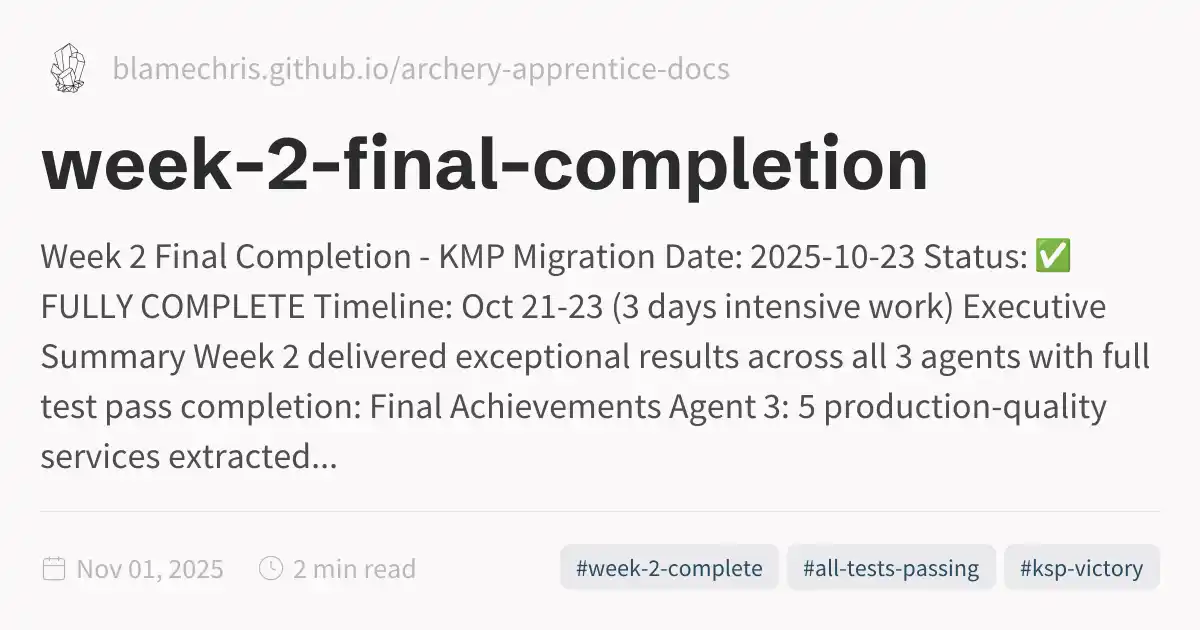 blamechris.github.io/archery-apprentice-docs
week-2-final-completion
Week 2 Final Completion - KMP Migration Date: 2025-10-23 Status: ✅
FULLY COMPLETE Timeline: Oct 21-23 (3 days intensive work) Executive
Summary Week 2 delivered exceptional results across all 3 agents with full
test pass completion: Final Achievements Agent 3: 5 production-quality
services extracted...
Nov 01, 2025 2 min read #week-2-complete #all-tests-passing #ksp-victory